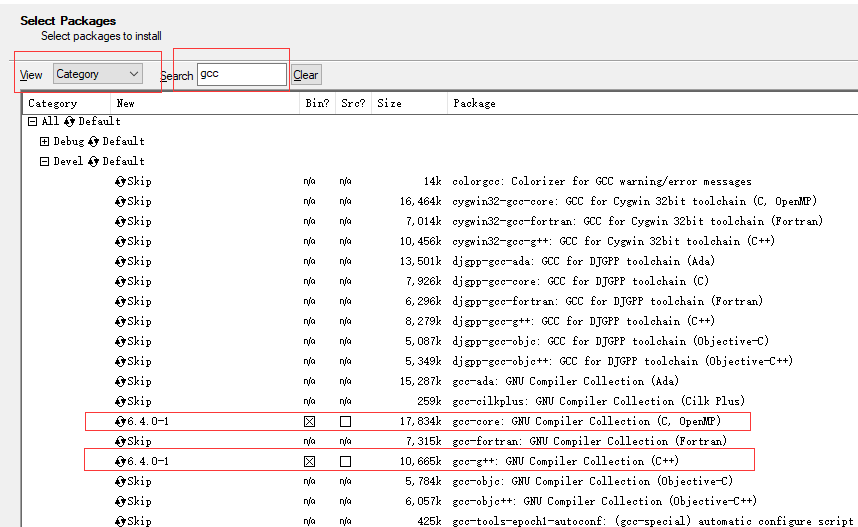 Select Packages
Select packages to install
View Category Search gcc Clear
Category New Bin? Src? Size Package
All Default
Debug Default
Devel Default
Skip n/a n/a 14k colorgcc: Colorizer for GCC warning/error messages
Skip n/a n/a 16,464k cygwin32-gcc-core: GCC for Cygwin 32bit toolchain (C, OpenMP)
Skip n/a n/a 7,014k cygwin32-gcc-fortran: GCC for Cygwin 32bit toolchain (Fortran)
Skip n/a n/a 10,456k cygwin32-gcc-g++: GCC for Cygwin 32bit toolchain (C++)
Skip n/a n/a 13,501k djgpp-gcc-ada: GCC for DJGPP toolchain (Ada)
Skip n/a n/a 7,926k djgpp-gcc-core: GCC for DJGPP toolchain (C)
Skip n/a n/a 6,296k djgpp-gcc-fortran: GCC for DJGPP toolchain (Fortran)
Skip n/a n/a 8,279k djgpp-gcc-g++: GCC for DJGPP toolchain (C++)
Skip n/a n/a 5,087k djgpp-gcc-objc: GCC for DJGPP toolchain (Objective-C)
Skip n/a n/a 5,349k djgpp-gcc-objc++: GCC for DJGPP toolchain (Objective-C++)
Skip n/a n/a 15,287k gcc-ada: GNU Compiler Collection (Ada)
Skip n/a n/a 259k gcc-cilkplus: GNU Compiler Collection (Cilk Plus)
6.4.0-1 17,834k gcc-core: GNU Compiler Collection (C, OpenMP)
Skip n/a n/a 7,315k gcc-fortran: GNU Compiler Collection (Fortran)
6.4.0-1 10,665k gcc-g++: GNU Compiler Collection (C++)
Skip n/a n/a 5,784k gcc-objc: GNU Compiler Collection (Objective-C)
Skip n/a n/a 6,057k gcc-objc++: GNU Compiler Collection (Objective-C++)
Skip n/a n/a 425k gcc-tools-epoch1-autoconf: (gcc-special) automatic configure script